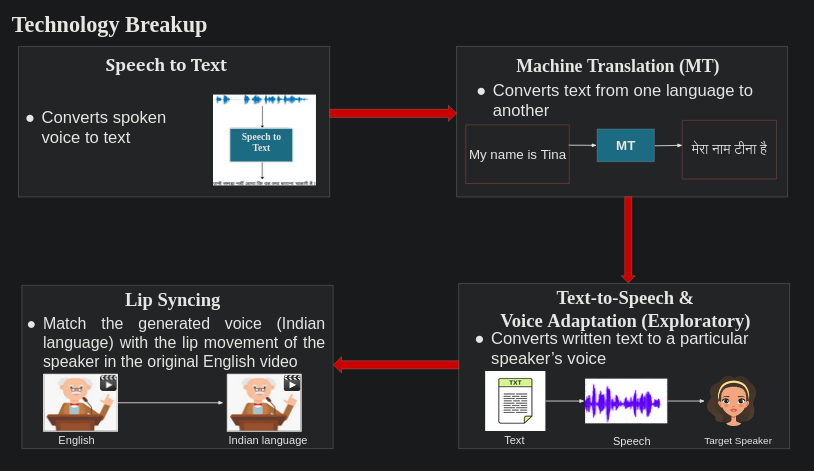 Technology Breakup
Speech to Text
● Converts spoken
voice to text
Speech to
Text
Machine Translation (MT)
● Converts text from one language to
another
My name is Tina
MT
मेरा नाम टीना है
Text-to-Speech &
Voice Adaptation (Exploratory)
● Converts written text to a particular
speaker's voice
TXT
Text
Speech
Target Speaker
Lip Syncing
● Match the generated voice (Indian
language) with the lip movement of the
speaker in the original English video
English
Indian language